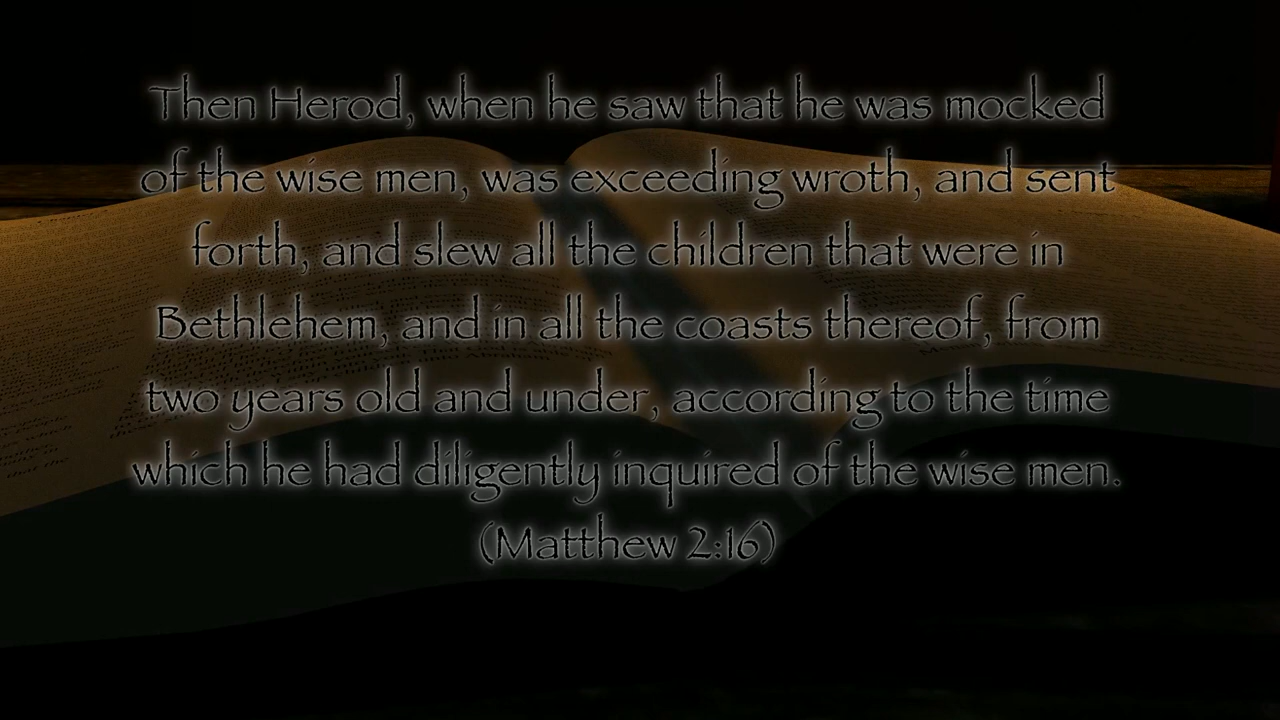 Then Herod, when he saw that he was mocked
of the wise men, was exceeding wroth, and sent
forth, and slew all the children that were in
Bethlehem, and in all the coasts thereof, from
two years old and under, according to the time
which he had diligently inquired of the wise men.
(Matthew 2:16)